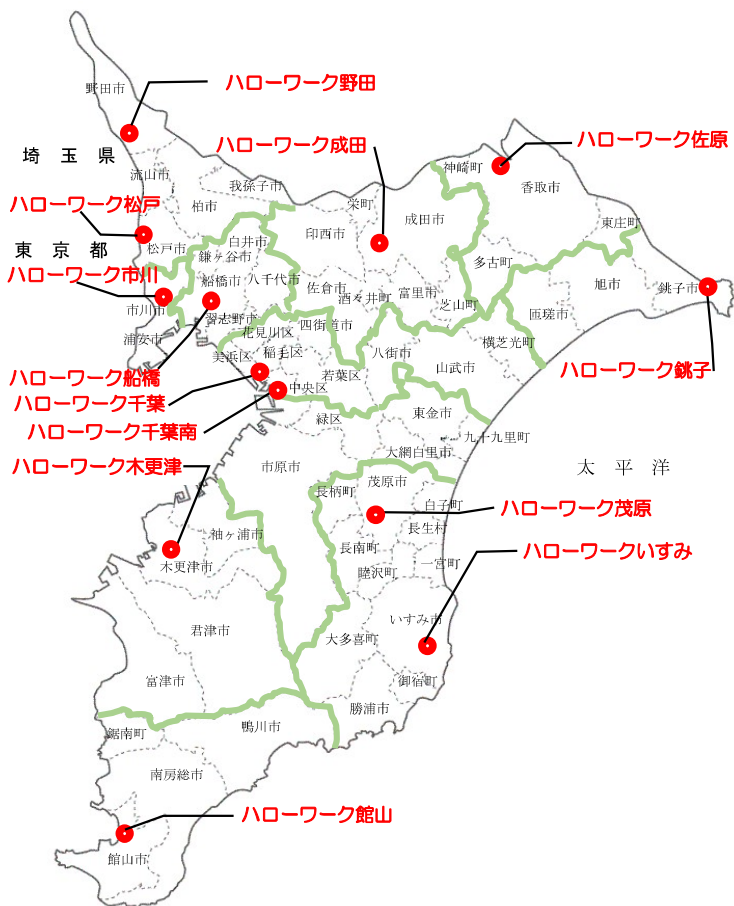 ハローワーク野田
野田市
ハローワーク成田
ハローワーク佐原
埼玉県
流山市
神崎町
香取市
我孫子市
柏市
栄町
成田市
ハローワーク松戸
東庄町
印西市
白井市
東京都
松戸市
鎌ヶ谷市
多古町
ハローワーク市川
船橋市
八千代市
佐倉市
酒々井町
富里市
旭市
銚子市
芝山町
市川市
習志野市
四街道市
匝瑳市
浦安市
花見川区
横芝光町
美浜区
稲毛区
八街市
山武市
ハローワーク船橋
若葉区
ハローワーク銚子
中央区
ハローワーク千葉
緑区
東金市
ハローワーク千葉南
九十九里町
大網白里市
ハローワーク木更津
市原市
太平洋
長柄町
茂原市
白子町
ハローワーク茂原
長生村
袖ヶ浦市
長南町
ハローワークいすみ
木更津市
睦沢町
一宮町
いすみ市
君津市
大多喜町
富津市
御宿町
勝浦市
鴨川市
鋸南町
南房総市
ハローワーク館山
館山市